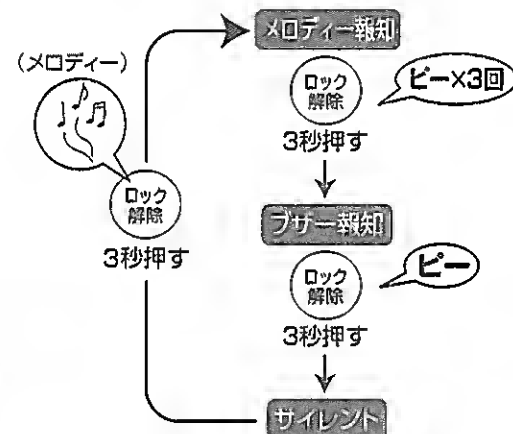 メロディー報知
(メロディー)
ロック
解除
ピー×3回
3秒押す
ロック
解除
3秒押す
ブザー報知
ロック
解除
ピー
3秒押す
サイレント